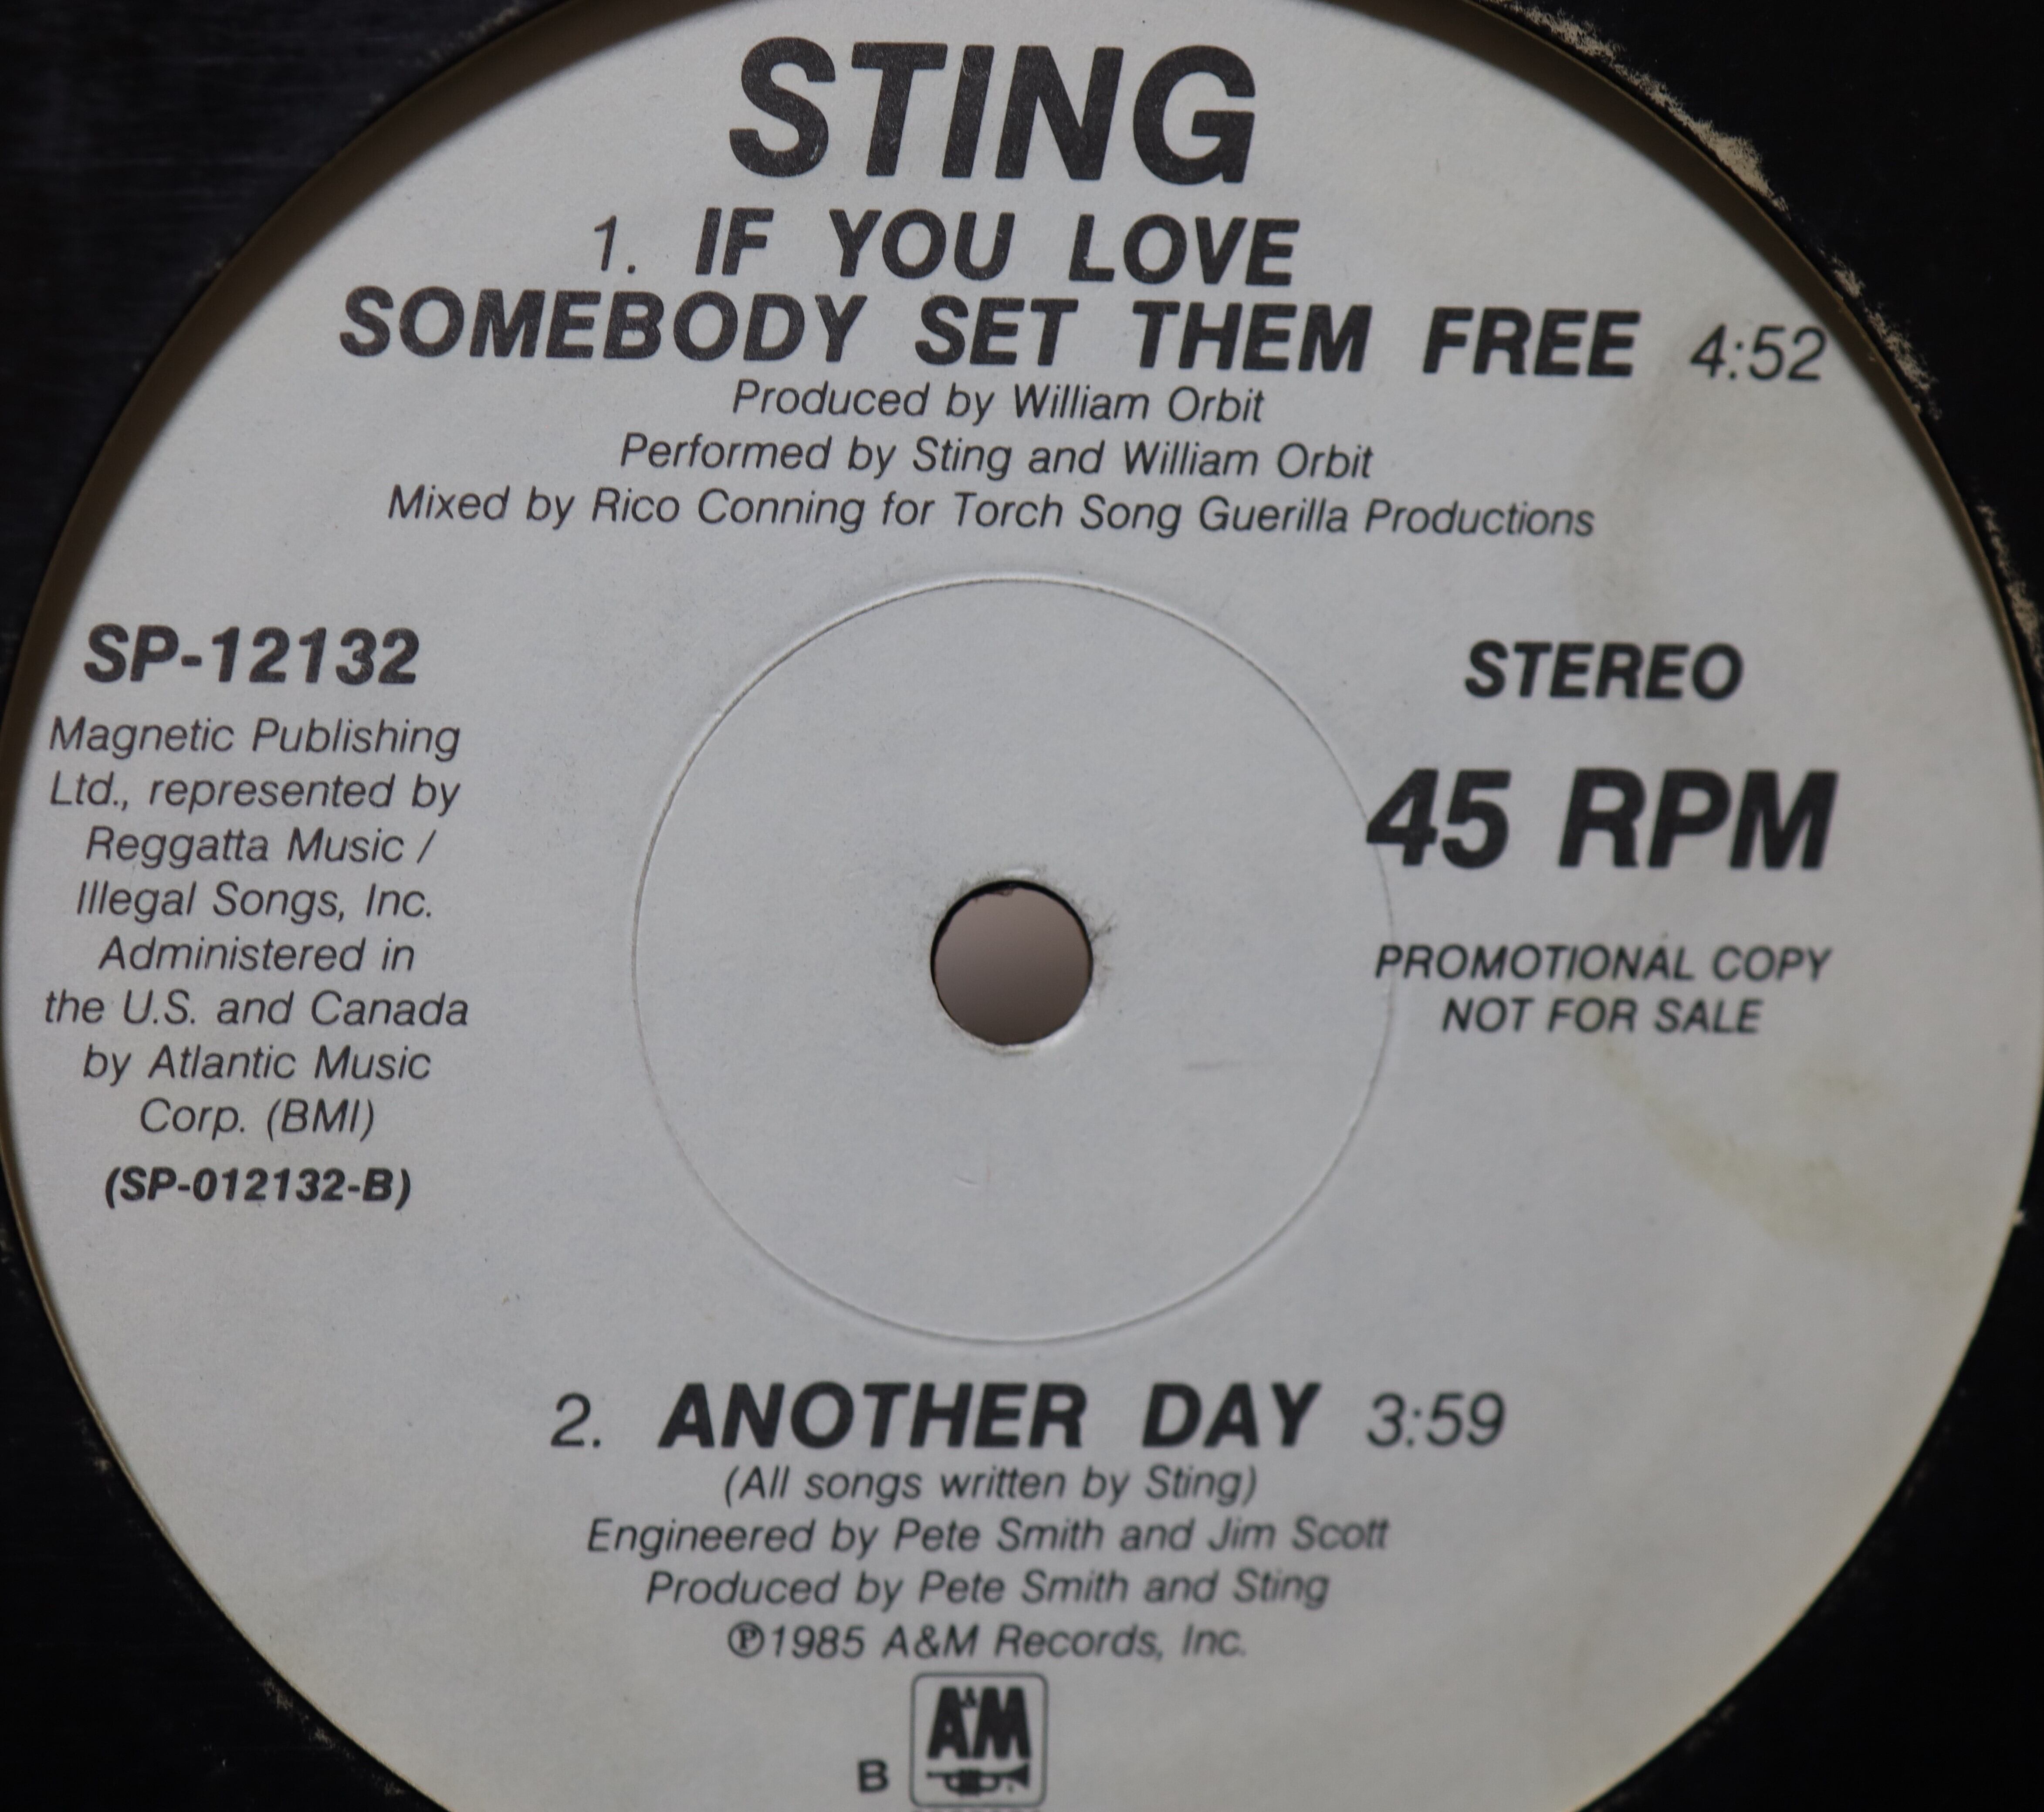 STING
1. IF YOU LOVE
SOMEBODY SET THEM FREE 4:52
Produced by William Orbit
Performed by Sting and William Orbit
Mixed by Rico Conning for Torch Song Guerilla Productions
SP-12132
Magnetic Publishing
Ltd., represented by
Reggatta Music /
Illegal Songs, Inc.
Administered in
the U.S. and Canada
by Atlantic Music
Corp. (BMI)
(SP-012132-B)
STEREO
45 RPM
PROMOTIONAL COPY
NOT FOR SALE
2. ANOTHER DAY 3:59
(All songs written by Sting)
Engineered by Pete Smith and Jim Scott
Produced by Pete Smith and Sting
℗1985 A&M Records, Inc.
A&M
B